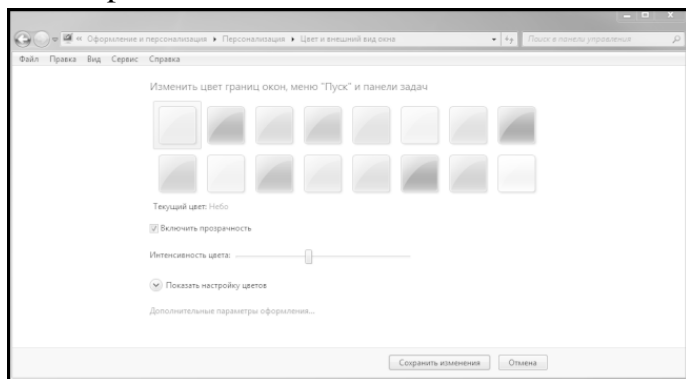 « Оформление и персонализация ▸ Персонализация ▸ Цвет и внешний вид окна
Поиск в панели управления
Файл Правка Вид Сервис Справка
Изменить цвет границ окон, меню "Пуск" и панели задач
Текущий цвет: Небо
Включить прозрачность
Интенсивность цвета:
Показать настройку цветов
Дополнительные параметры оформления...
Сохранить изменения Отмена